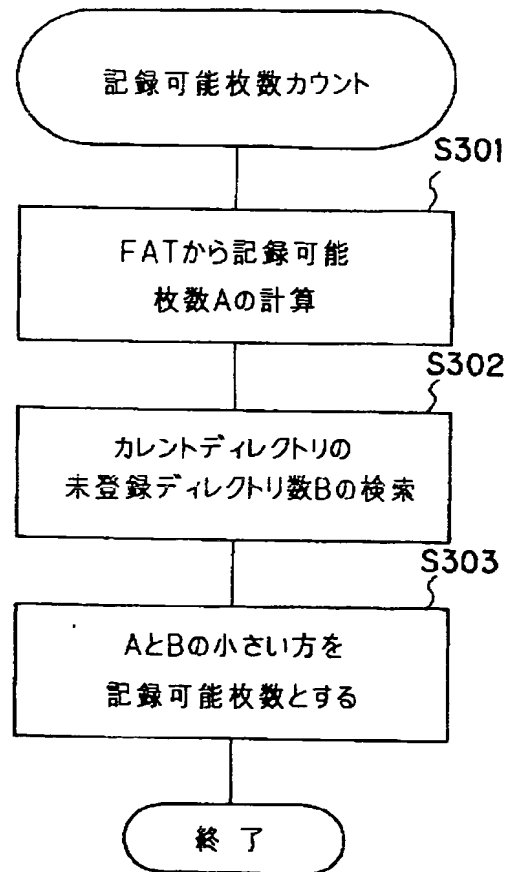 記録可能枚数カウント
S301
FATから記録可能
枚数Aの計算
S302
カレントディレクトリの
未登録ディレクトリ数Bの検索
S303
AとBの小さい方を
記録可能枚数とする
終了